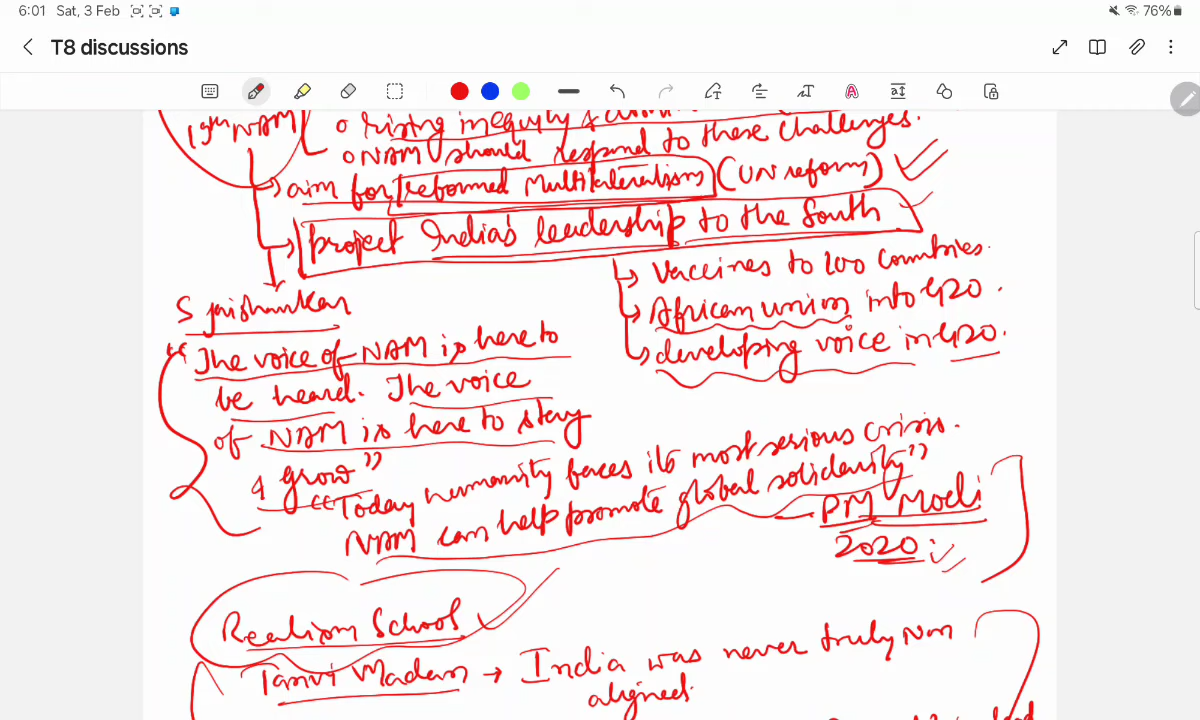 6:01 Sat, 3 Feb
76%
T8 discussions
19th NAM
o rising inequity &
o NAM should respond to these challenges.
→ aim for reformed Multilateralism (UN reforms)
→ project India's leadership to the South
→ Vaccines to 100 countries.
→ African union into G20.
→ developing voice in G20.
S Jaishankar
"The voice of NAM is here to
be heard. The voice
of NAM is here to stay
& grow"
"Today humanity faces its most serious crisis.
NAM can help promote global solidarity"
— PM Modi
2020
Realism School
Tanvi Madan → India was never truly non
aligned.